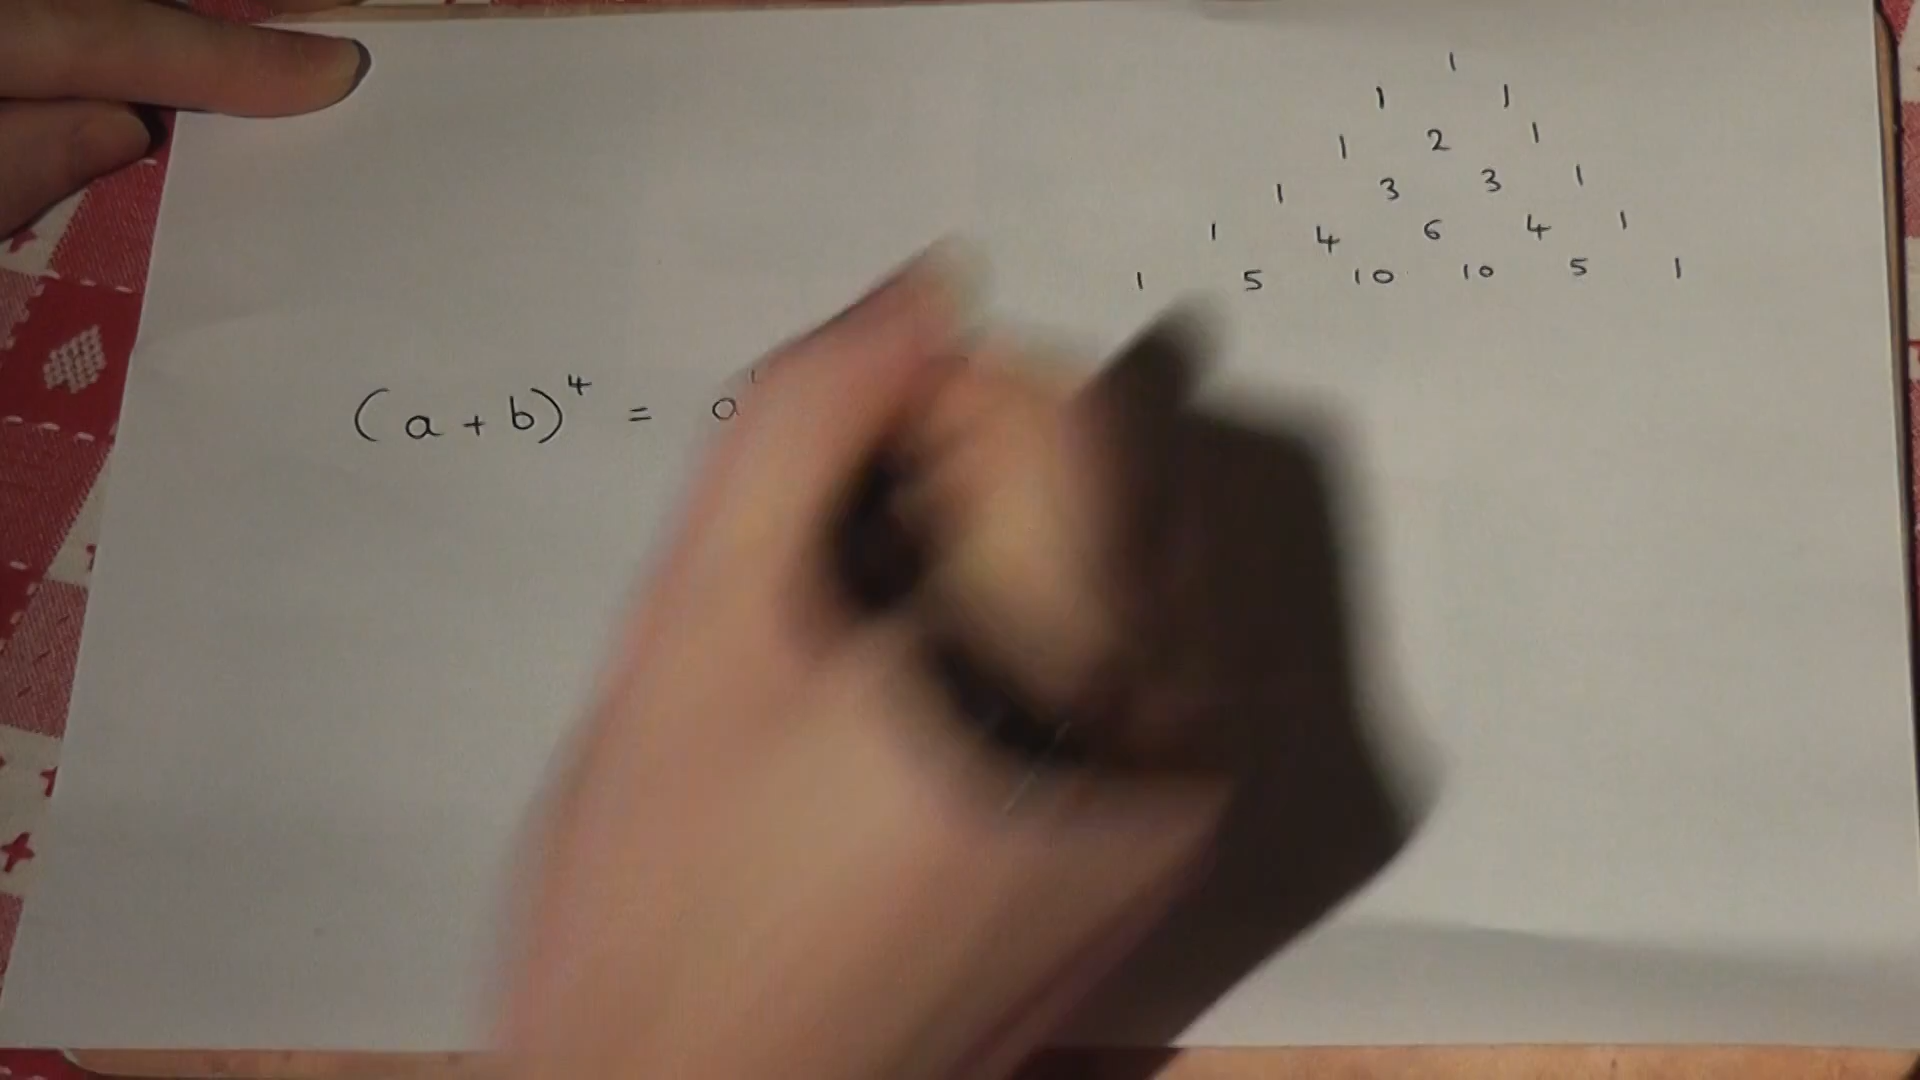 1
1 1
1 2 1
1 3 3 1
1 4 6 4 1
1 5 10 10 5 1
(a + b)⁴ = a